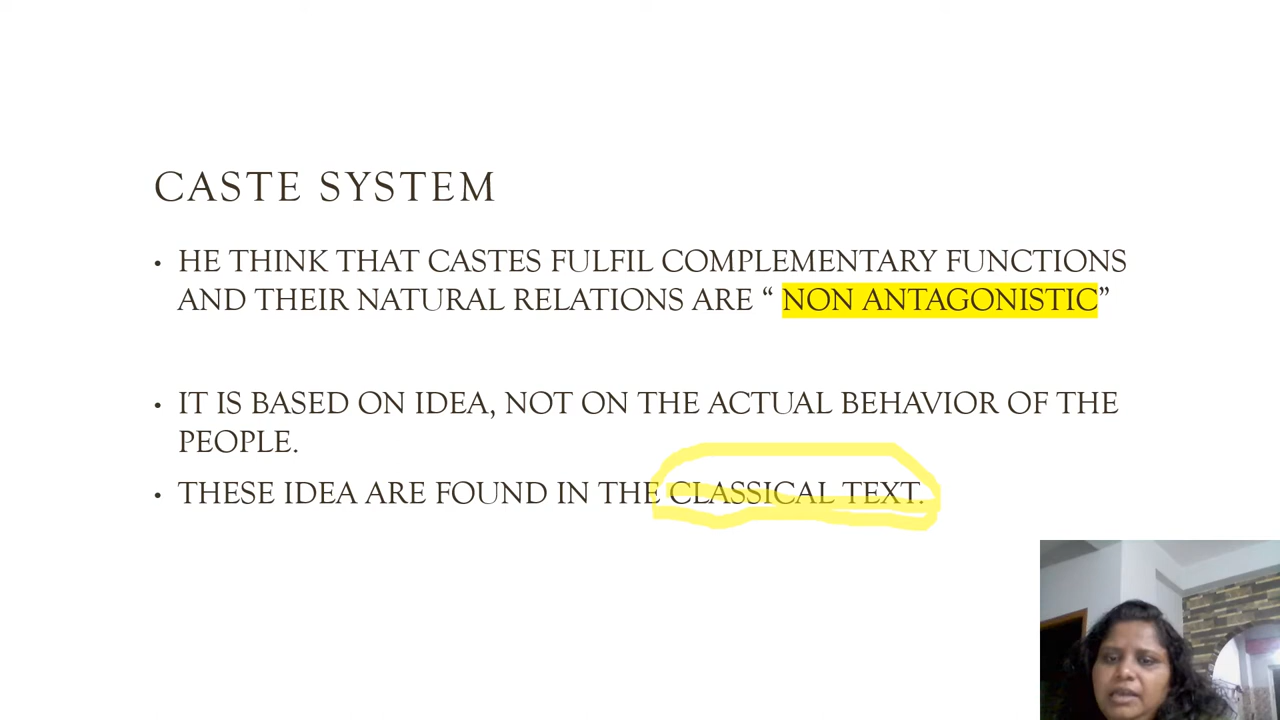 CASTE SYSTEM
• HE THINK THAT CASTES FULFIL COMPLEMENTARY FUNCTIONS
AND THEIR NATURAL RELATIONS ARE “ NON ANTAGONISTIC”
• IT IS BASED ON IDEA, NOT ON THE ACTUAL BEHAVIOR OF THE
PEOPLE.
• THESE IDEA ARE FOUND IN THE CLASSICAL TEXT.